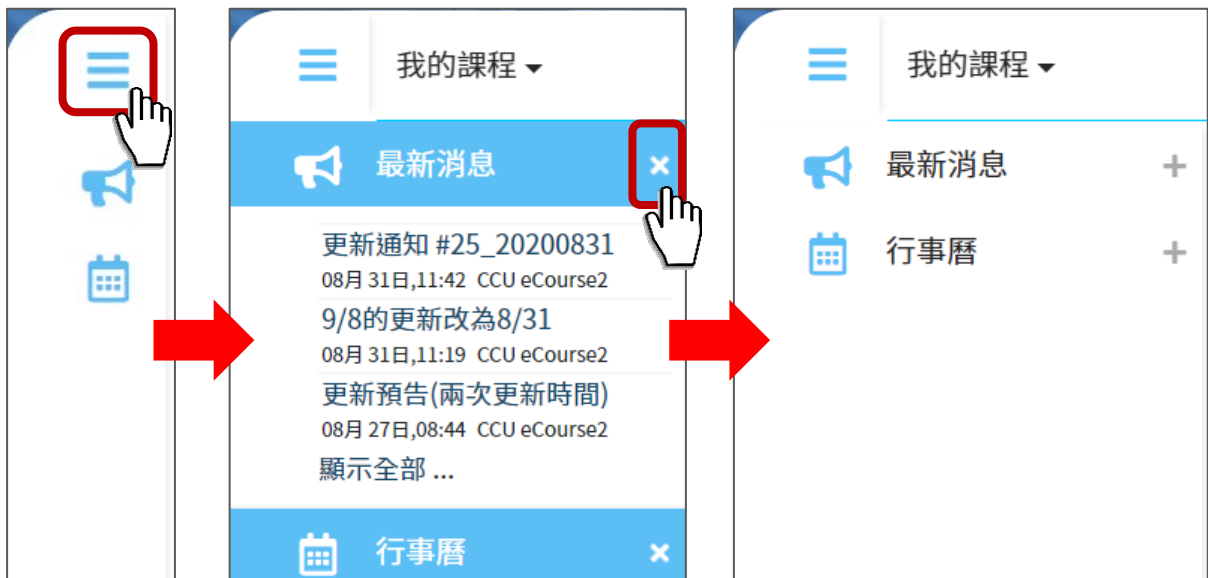 我的課程
最新消息
更新通知 #25_20200831
08月 31日,11:42 CCU eCourse2
9/8的更新改為8/31
08月 31日,11:19 CCU eCourse2
更新預告(兩次更新時間)
08月 27日,08:44 CCU eCourse2
顯示全部 ...
行事曆
我的課程
最新消息
行事曆